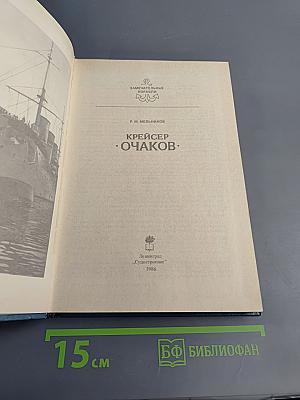 ЗАМЕЧАТЕЛЬНЫЕ
КОРАБЛИ
Р. М. МЕЛЬНИКОВ
КРЕЙСЕР
·ОЧАКОВ·
Ленинград
„Судостроение"
1986
15 см
БФ БИБЛИОФАН